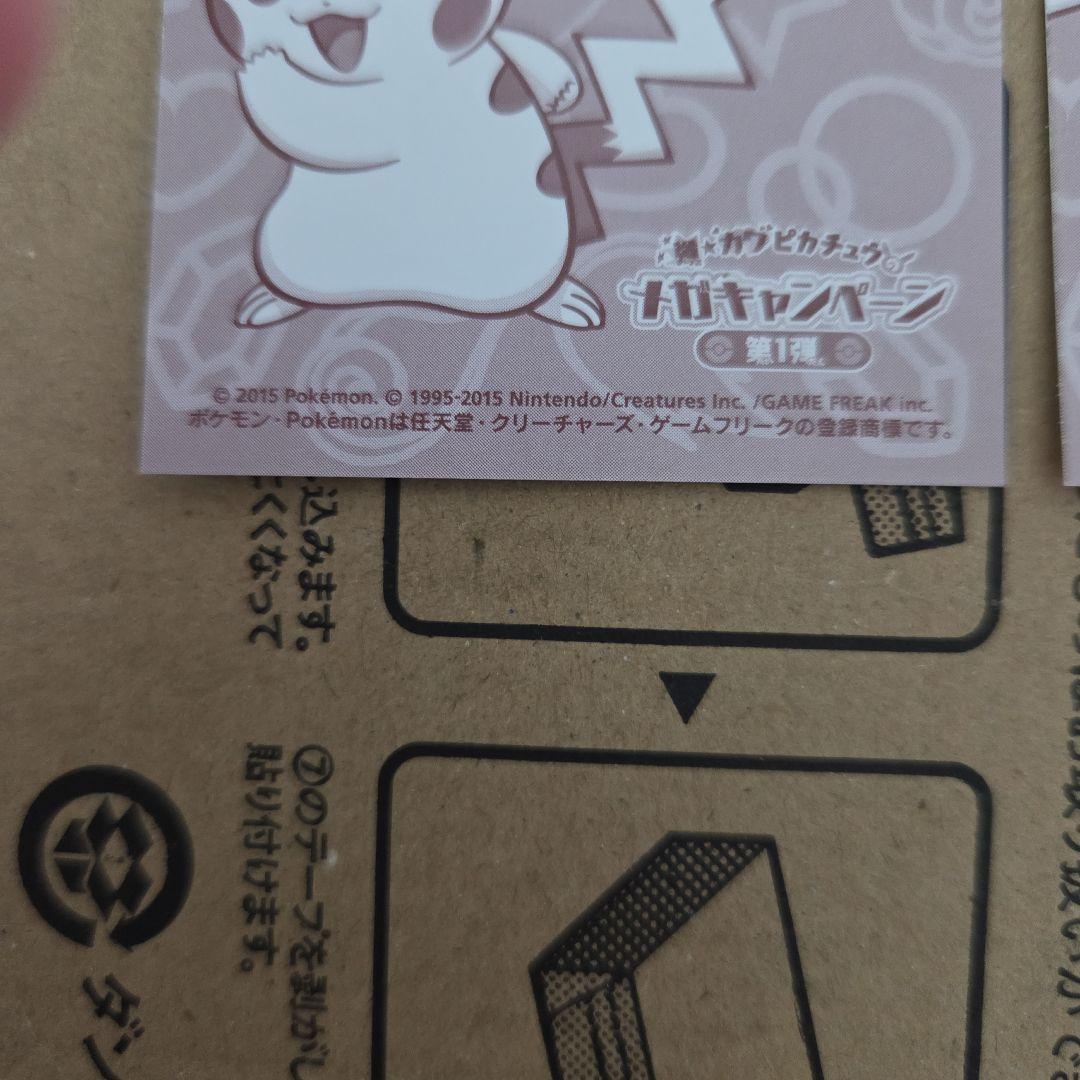 カヴピカチュウの
メガキャンペーン
第1弾
© 2015 Pokémon. © 1995-2015 Nintendo/Creatures Inc. /GAME FREAK inc.
ポケモン・Pokémonは任天堂・クリーチャーズ・ゲームフリークの登録商標です。
込みます。
くくなって
⑦のテープを剥がし
貼り付けます。
ダン